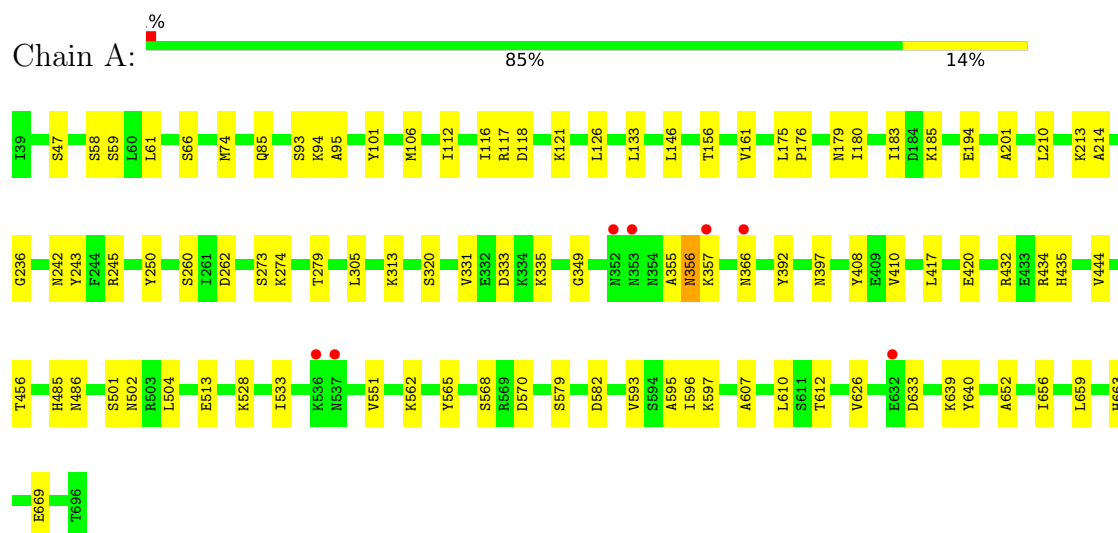 .%
Chain A:
85% 14%
I39 S47 S58 S59 L60 L61 S66 M74 Q85 S93 K94 A95 Y101 M106 I112 I116 R117 D118 K121 L126 L133 L146 T156 V161 L175 P176 N179 I180 I183 D184 K185 E194 A201 L210 K213 A214
G236 N242 Y243 F244 R245 Y250 S260 I261 D262 S273 K274 T279 L305 K313 S320 V331 E332 D333 K334 K335 G349 N352 N353 N354 A355 N356 K357 N366 Y392 N397 Y408 E409 V410 L417 E420 R432 E433 R434 H435 V444
T456 H485 N486 S501 N502 R503 L504 E513 K528 I533 K536 N537 V551 K562 Y565 S568 R569 D570 S579 D582 V593 S594 A595 I596 K597 A607 L610 S611 T612 V626 E632 D633 K639 Y640 A652 I656 L659 H663
E669 T696